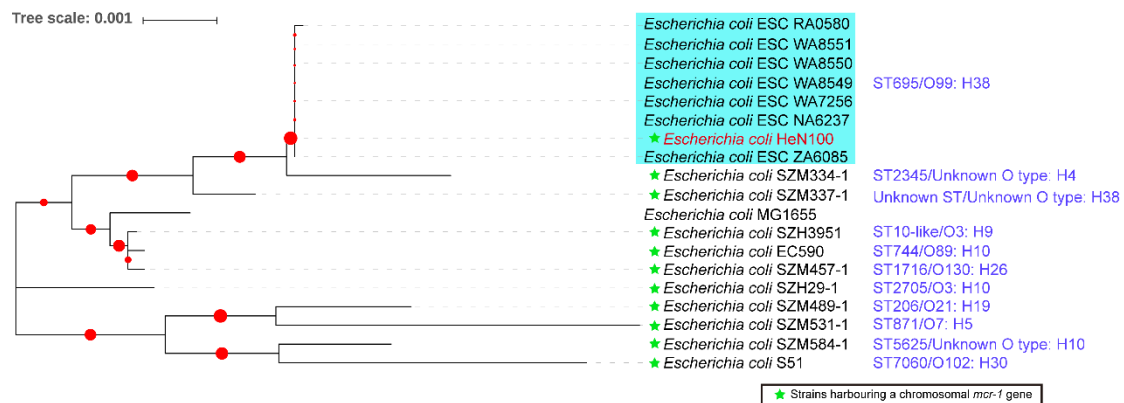 Tree scale: 0.001
Escherichia coli ESC RA0580
Escherichia coli ESC WA8551
Escherichia coli ESC WA8550
Escherichia coli ESC WA8549 ST695/O99: H38
Escherichia coli ESC WA7256
Escherichia coli ESC NA6237
Escherichia coli HeN100
Escherichia coli ESC ZA6085
Escherichia coli SZM334-1 ST2345/Unknown O type: H4
Escherichia coli SZM337-1 Unknown ST/Unknown O type: H38
Escherichia coli MG1655
Escherichia coli SZH3951 ST10-like/O3: H9
Escherichia coli EC590 ST744/O89: H10
Escherichia coli SZM457-1 ST1716/O130: H26
Escherichia coli SZH29-1 ST2705/O3: H10
Escherichia coli SZM489-1 ST206/O21: H19
Escherichia coli SZM531-1 ST871/O7: H5
Escherichia coli SZM584-1 ST5625/Unknown O type: H10
Escherichia coli S51 ST7060/O102: H30
Strains harbouring a chromosomal mcr-1 gene